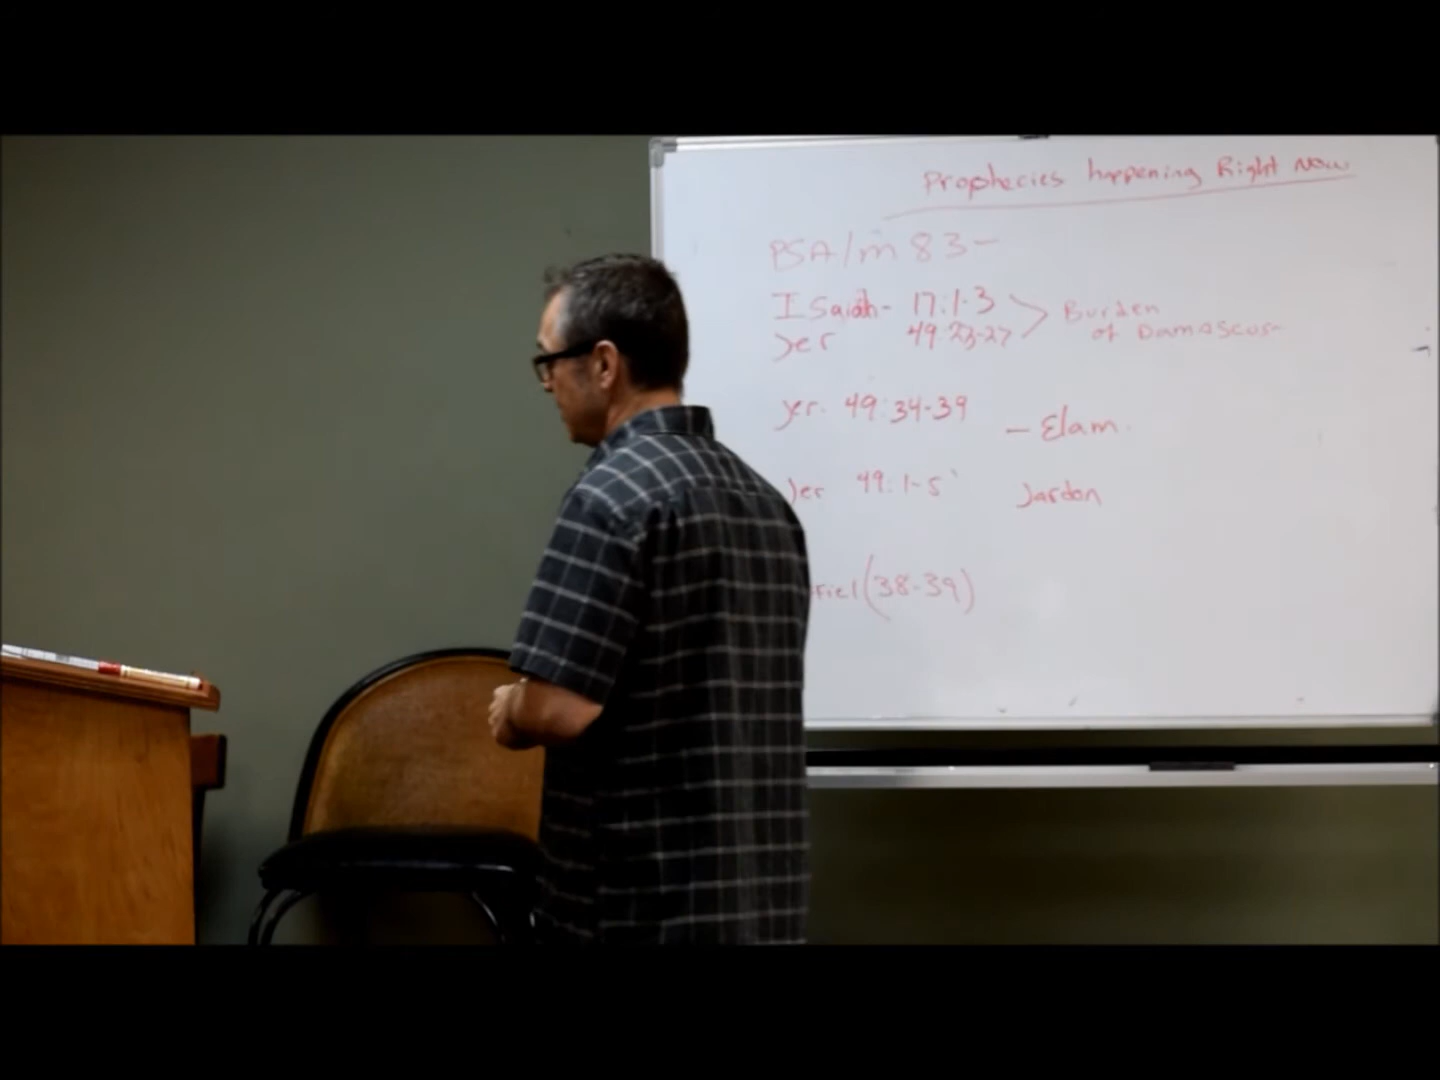 Prophecies happening Right Now
PSAlm 83-
ISaiah- 17:1-3 > Burden
Jer 49:23-27 of Damascus
Jer. 49:34-39 - Elam.
Jer 49:1-5 Jordon
(38-39)